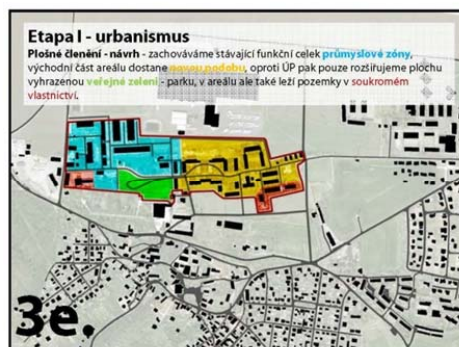 Etapa I - urbanismus
Plošné členění - návrh - zachováváme stávající funkční celek průmyslové zóny,
východní část areálu dostane novou podobu, oproti ÚP pak pouze rozšiřujeme plochu
vyhrazenou veřejné zeleni - parku, v areálu ale také leží pozemky v soukromém
vlastnictví.
3e.